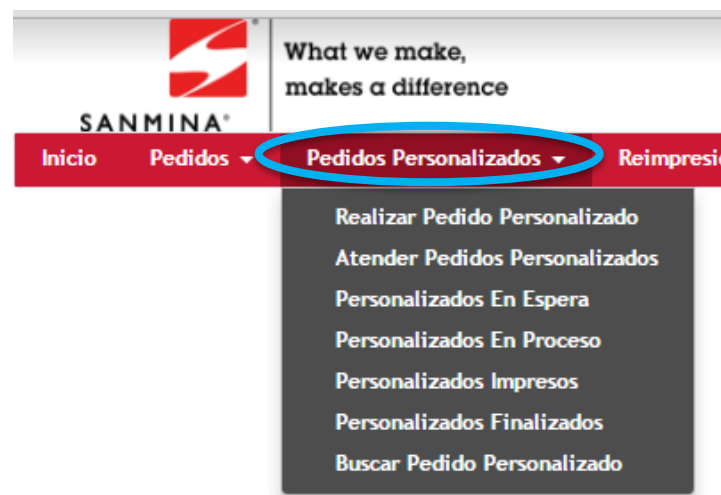 What we make,
makes a difference
SANMINA®
Inicio Pedidos Pedidos Personalizados
Realizar Pedido Personalizado
Atender Pedidos Personalizados
Personalizados En Espera
Personalizados En Proceso
Personalizados Impresos
Personalizados Finalizados
Buscar Pedido Personalizado